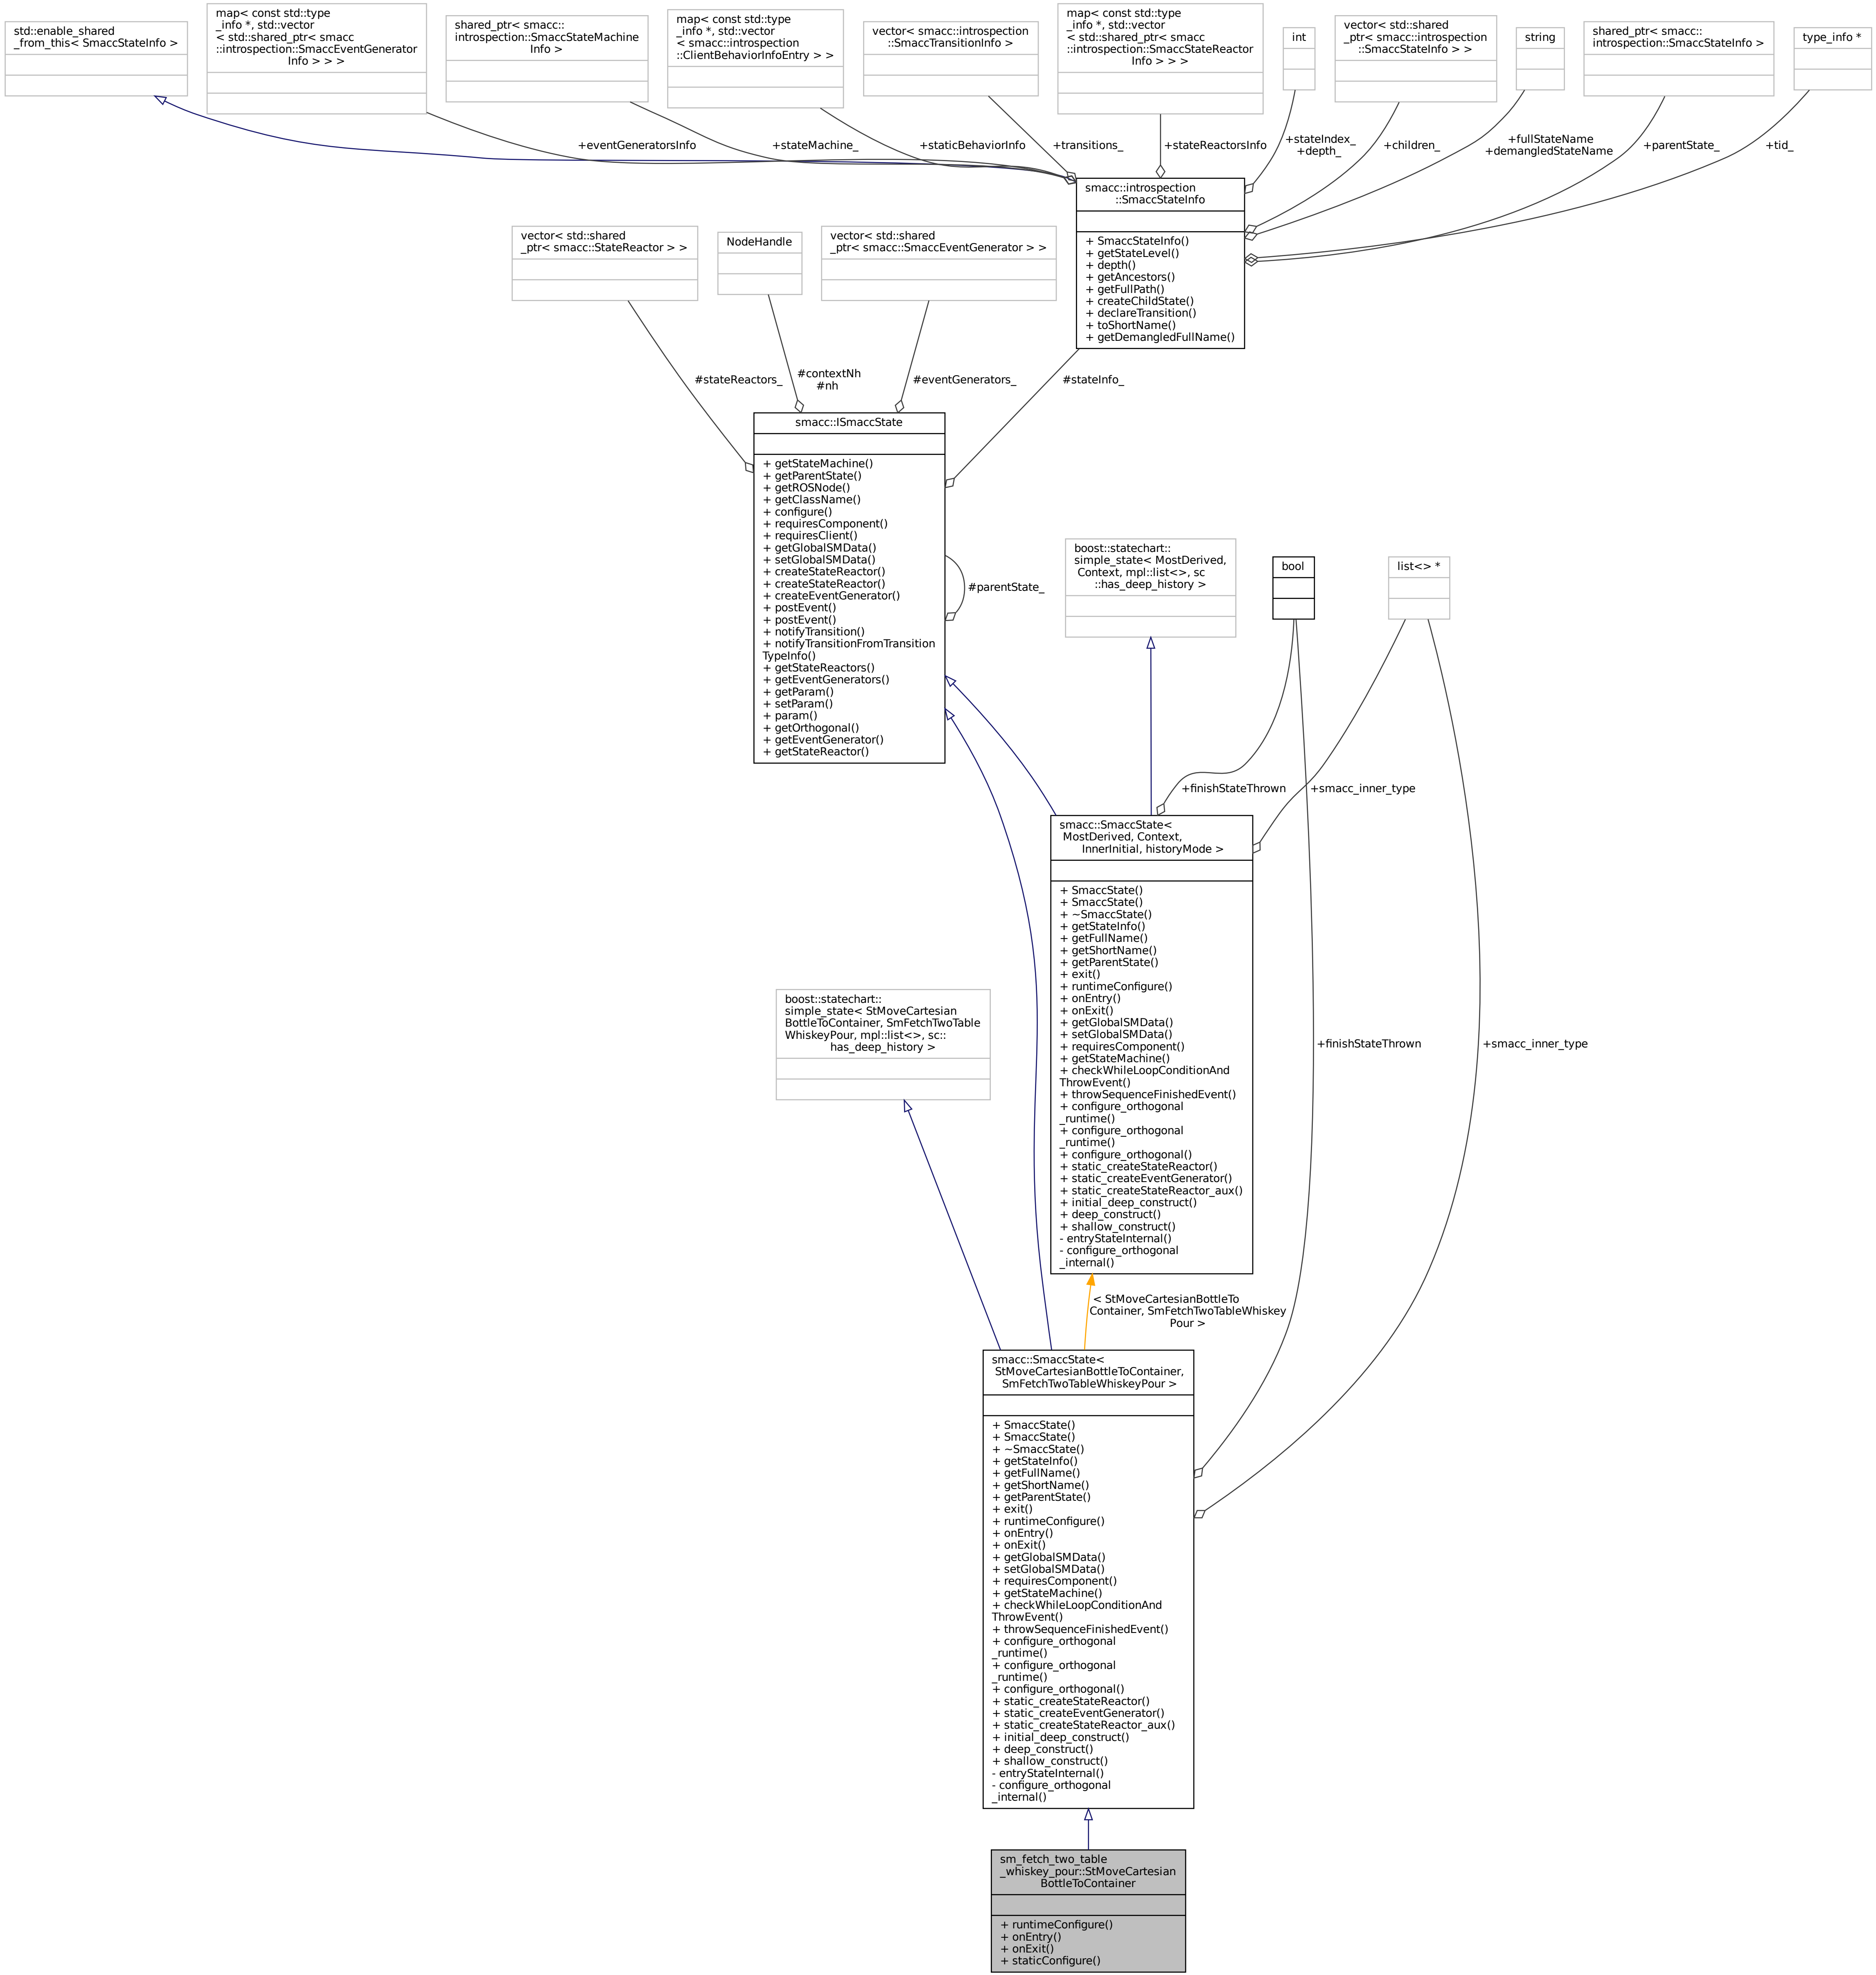 std::enable_shared
_from_this< SmaccStateInfo >
map< const std::type
_info *, std::vector
< std::shared_ptr< smacc
::introspection::SmaccEventGenerator
Info > > >
shared_ptr< smacc::
introspection::SmaccStateMachine
Info >
map< const std::type
_info *, std::vector
< smacc::introspection
::ClientBehaviorInfoEntry > >
vector< smacc::introspection
::SmaccTransitionInfo >
map< const std::type
_info *, std::vector
< std::shared_ptr< smacc
::introspection::SmaccStateReactor
Info > > >
int
vector< std::shared
_ptr< smacc::introspection
::SmaccStateInfo > >
string
shared_ptr< smacc::
introspection::SmaccStateInfo >
type_info *
+eventGeneratorsInfo
+stateMachine_
+staticBehaviorInfo
+transitions_
+stateReactorsInfo
+stateIndex_
+depth_
+children_
+fullStateName
+demangledStateName
+parentState_
+tid_
smacc::introspection
::SmaccStateInfo
+ SmaccStateInfo()
+ getStateLevel()
+ depth()
+ getAncestors()
+ getFullPath()
+ createChildState()
+ declareTransition()
+ toShortName()
+ getDemangledFullName()
vector< std::shared
_ptr< smacc::StateReactor > >
NodeHandle
vector< std::shared
_ptr< smacc::SmaccEventGenerator > >
#stateReactors_
#contextNh
#nh
#eventGenerators_
#stateInfo_
smacc::ISmaccState
+ getStateMachine()
+ getParentState()
+ getROSNode()
+ getClassName()
+ configure()
+ requiresComponent()
+ requiresClient()
+ getGlobalSMData()
+ setGlobalSMData()
+ createStateReactor()
+ createStateReactor()
+ createEventGenerator()
+ postEvent()
+ postEvent()
+ notifyTransition()
+ notifyTransitionFromTransition
TypeInfo()
+ getStateReactors()
+ getEventGenerators()
+ getParam()
+ setParam()
+ param()
+ getOrthogonal()
+ getEventGenerator()
+ getStateReactor()
#parentState_
boost::statechart::
simple_state< MostDerived,
Context, mpl::list<>, sc
::has_deep_history >
bool
list<> *
+finishStateThrown
+smacc_inner_type
smacc::SmaccState<
MostDerived, Context,
InnerInitial, historyMode >
+ SmaccState()
+ SmaccState()
+ ~SmaccState()
+ getStateInfo()
+ getFullName()
+ getShortName()
+ getParentState()
+ exit()
+ runtimeConfigure()
+ onEntry()
+ onExit()
+ getGlobalSMData()
+ setGlobalSMData()
+ requiresComponent()
+ getStateMachine()
+ checkWhileLoopConditionAnd
ThrowEvent()
+ throwSequenceFinishedEvent()
+ configure_orthogonal
_runtime()
+ configure_orthogonal
_runtime()
+ configure_orthogonal()
+ static_createStateReactor()
+ static_createEventGenerator()
+ static_createStateReactor_aux()
+ initial_deep_construct()
+ deep_construct()
+ shallow_construct()
- entryStateInternal()
- configure_orthogonal
_internal()
boost::statechart::
simple_state< StMoveCartesian
BottleToContainer, SmFetchTwoTable
WhiskeyPour, mpl::list<>, sc::
has_deep_history >
+finishStateThrown
+smacc_inner_type
< StMoveCartesianBottleTo
Container, SmFetchTwoTableWhiskey
Pour >
smacc::SmaccState<
StMoveCartesianBottleToContainer,
SmFetchTwoTableWhiskeyPour >
+ SmaccState()
+ SmaccState()
+ ~SmaccState()
+ getStateInfo()
+ getFullName()
+ getShortName()
+ getParentState()
+ exit()
+ runtimeConfigure()
+ onEntry()
+ onExit()
+ getGlobalSMData()
+ setGlobalSMData()
+ requiresComponent()
+ getStateMachine()
+ checkWhileLoopConditionAnd
ThrowEvent()
+ throwSequenceFinishedEvent()
+ configure_orthogonal
_runtime()
+ configure_orthogonal
_runtime()
+ configure_orthogonal()
+ static_createStateReactor()
+ static_createEventGenerator()
+ static_createStateReactor_aux()
+ initial_deep_construct()
+ deep_construct()
+ shallow_construct()
- entryStateInternal()
- configure_orthogonal
_internal()
sm_fetch_two_table
_whiskey_pour::StMoveCartesian
BottleToContainer
+ runtimeConfigure()
+ onEntry()
+ onExit()
+ staticConfigure()